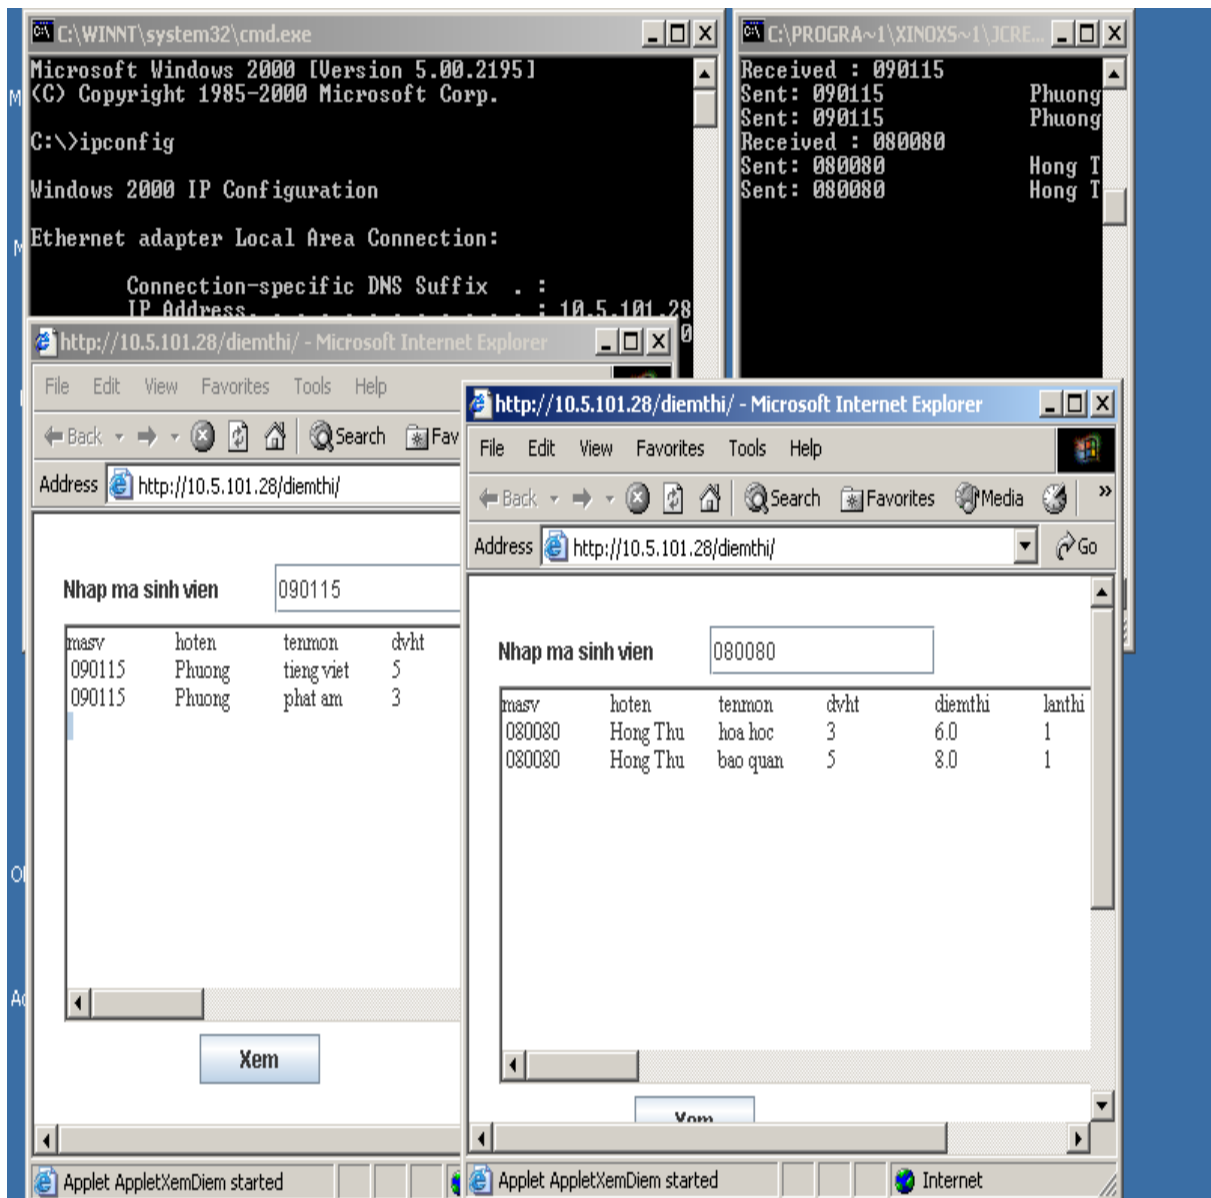 C:\WINNT\system32\cmd.exe
Microsoft Windows 2000 [Version 5.00.2195]
(C) Copyright 1985-2000 Microsoft Corp.
C:\>ipconfig
Windows 2000 IP Configuration
Ethernet adapter Local Area Connection:
Connection-specific DNS Suffix . :
IP Address. . . . . . . . . . . . : 10.5.101.28
C:\PROGRA~1\XINOXS~1\JCRE...
Received : 090115
Sent: 090115 Phuong
Sent: 090115 Phuong
Received : 080080
Sent: 080080 Hong T
Sent: 080080 Hong T
http://10.5.101.28/diemthi/ - Microsoft Internet Explorer
File Edit View Favorites Tools Help
Back Search Fav
Address http://10.5.101.28/diemthi/
Nhap ma sinh vien 090115
masv hoten tenmon dvht
090115 Phuong tieng viet 5
090115 Phuong phat am 3
Xem
Applet AppletXemDiem started
http://10.5.101.28/diemthi/ - Microsoft Internet Explorer
File Edit View Favorites Tools Help
Back Search Favorites Media »
Address http://10.5.101.28/diemthi/ Go
Nhap ma sinh vien 080080
masv hoten tenmon dvht diemthi lanthi
080080 Hong Thu hoa hoc 3 6.0 1
080080 Hong Thu bao quan 5 8.0 1
Xem
Applet AppletXemDiem started Internet